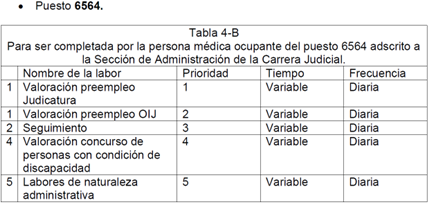 • Puesto 6564.
Tabla 4-B
Para ser completada por la persona médica ocupante del puesto 6564 adscrito a
la Sección de Administración de la Carrera Judicial.
Nombre de la labor Prioridad Tiempo Frecuencia
1 Valoración preempleo 1 Variable Diaria
Judicatura
1 Valoración preempleo OIJ 2 Variable Diaria
2 Seguimiento 3 Variable Diaria
4 Valoración concurso de 4 Variable Diaria
personas con condición de
discapacidad
5 Labores de naturaleza 5 Variable Diaria
administrativa